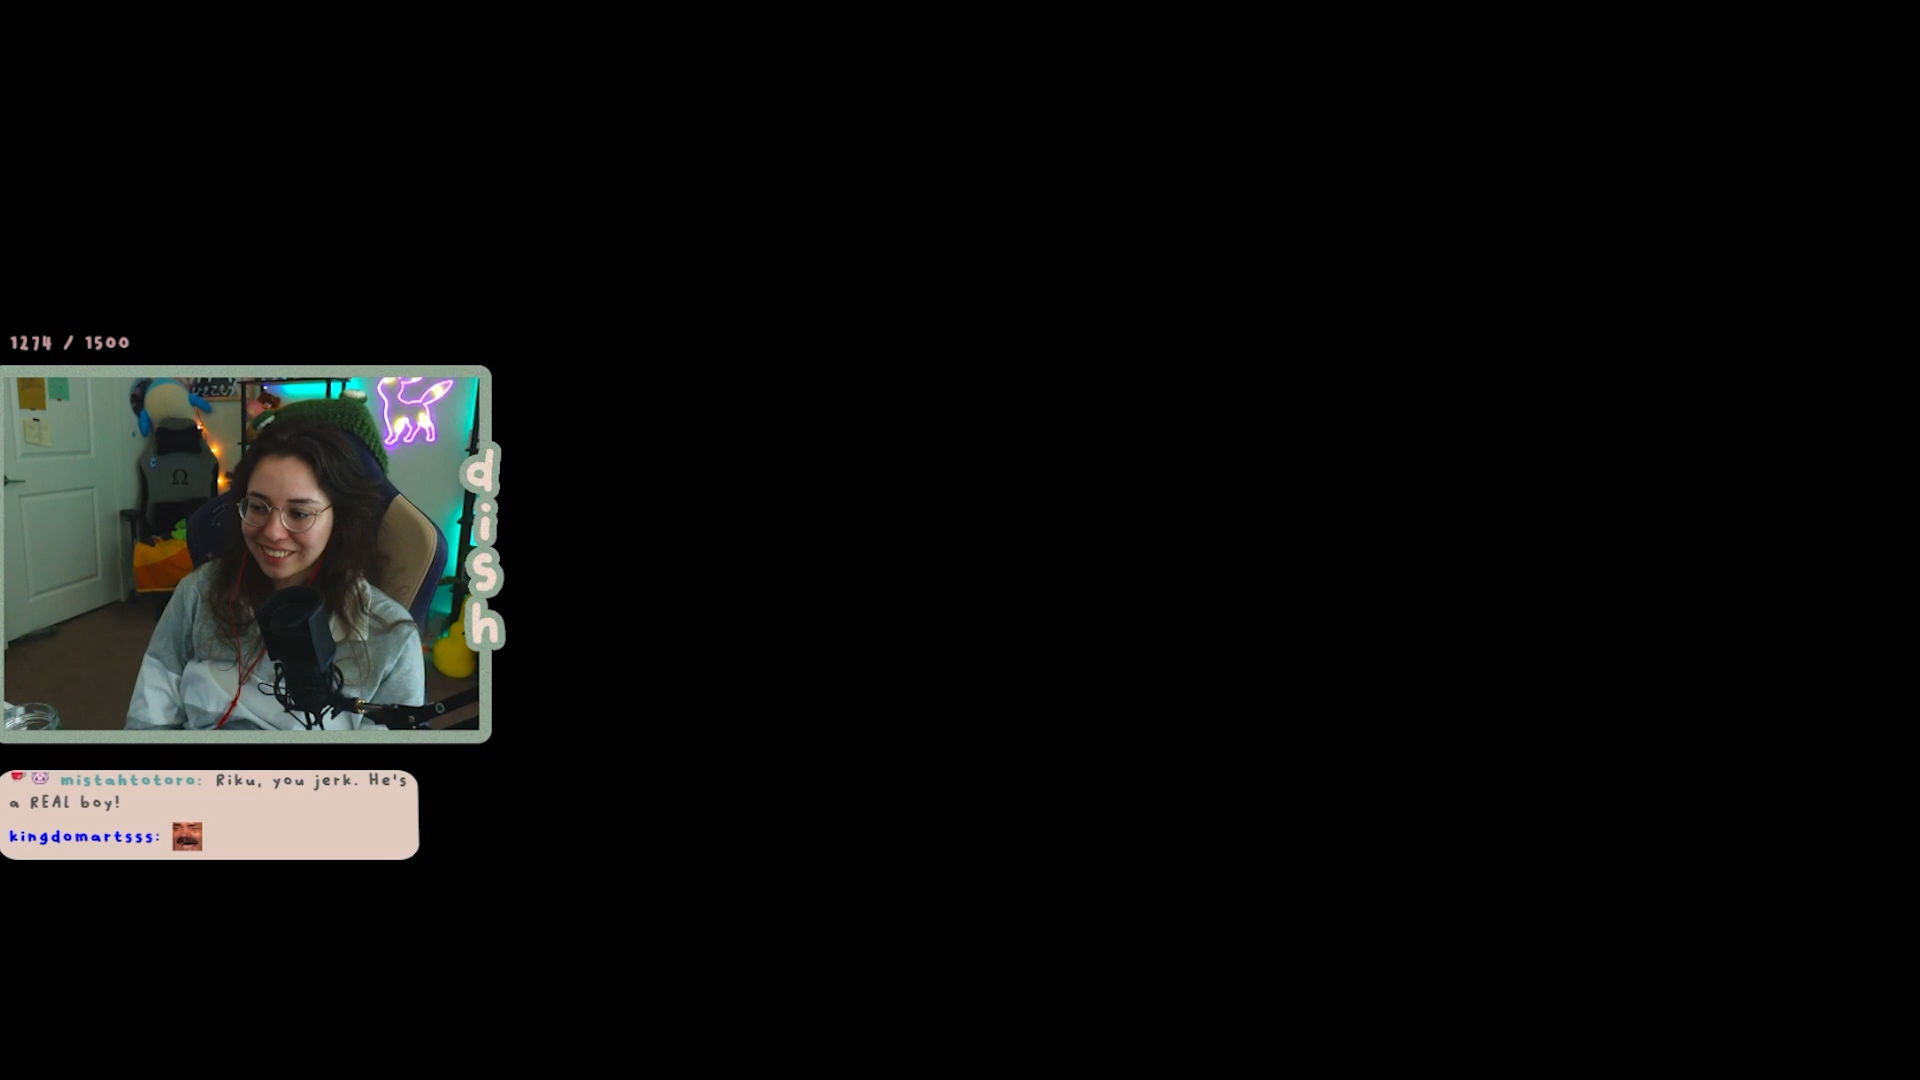 1274 / 1500
dish
mistahtotoro: Riku, you jerk. He's
a REAL boy!
kingdomartsss: